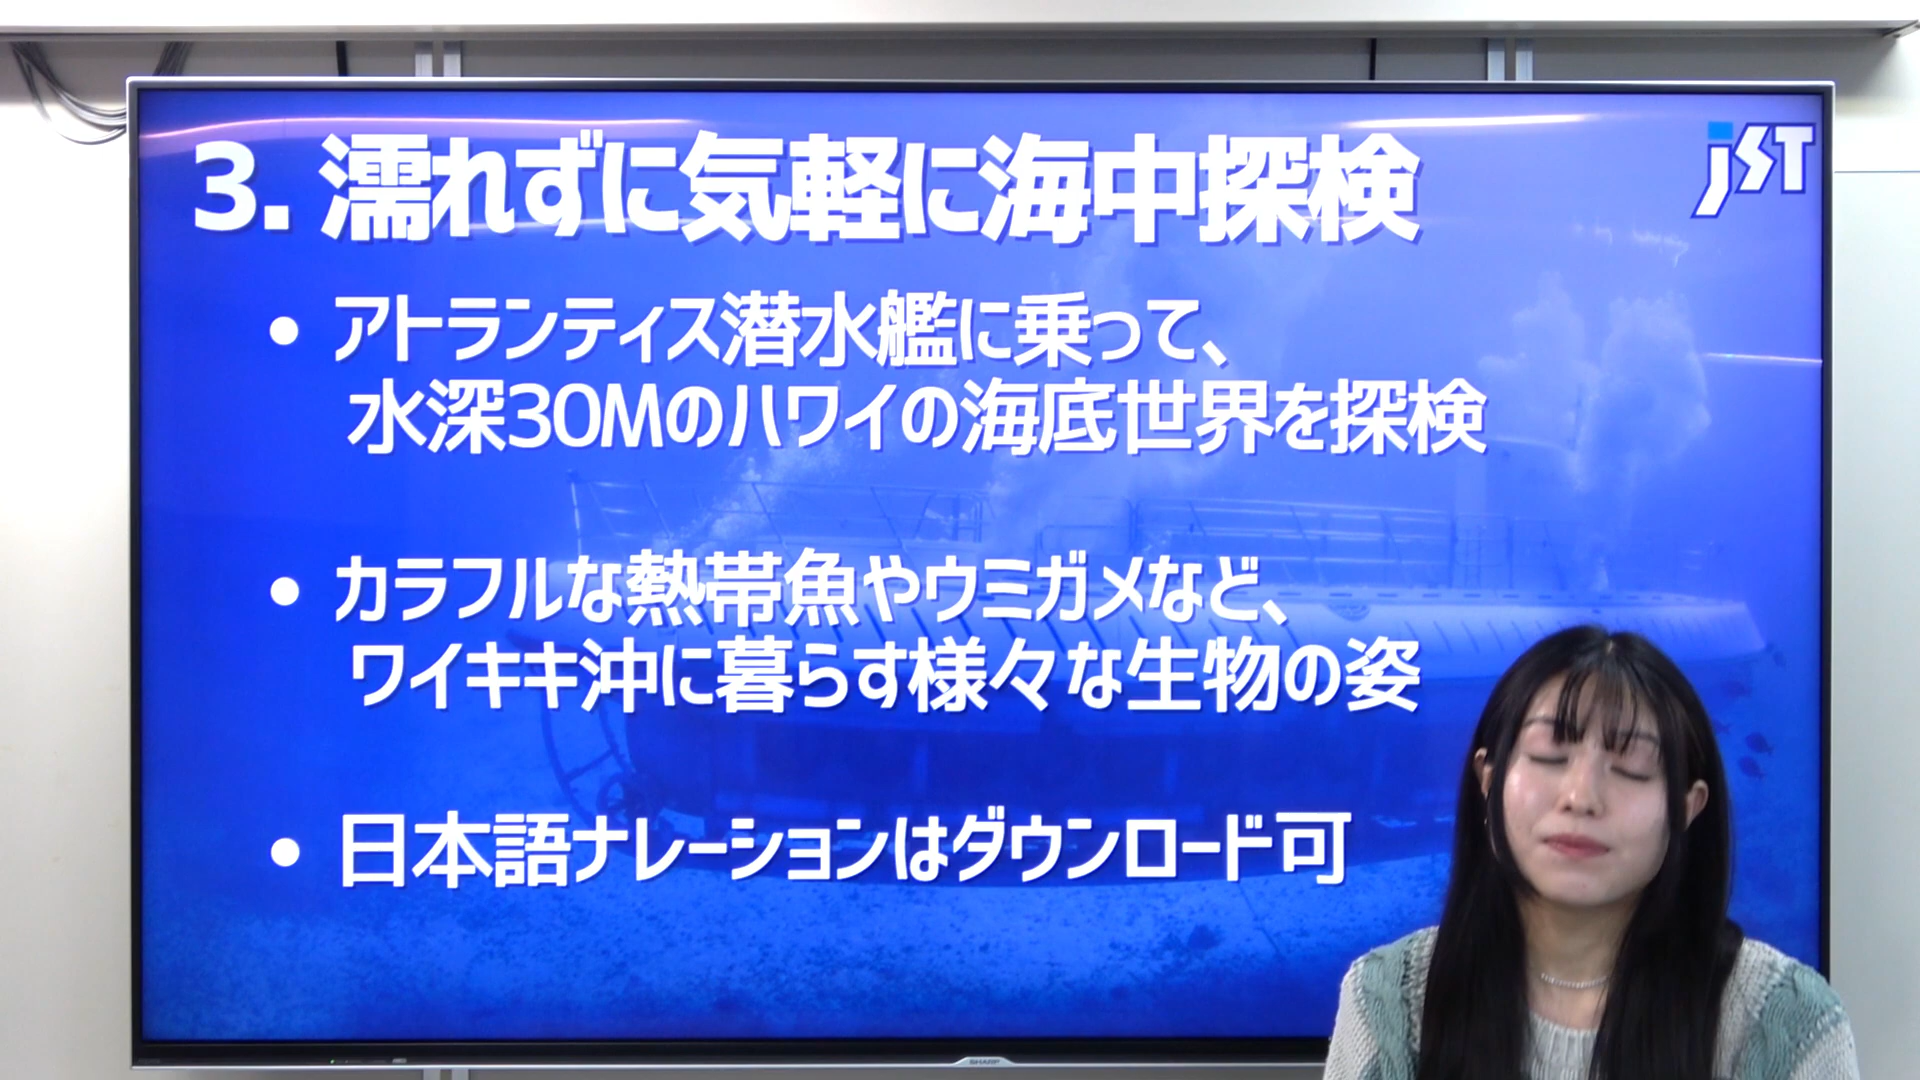 3. 濡れずに気軽に海中探検
jST
• アトランティス潜水艦に乗って、
水深30Mのハワイの海底世界を探検
• カラフルな熱帯魚やウミガメなど、
ワイキキ沖に暮らす様々な生物の姿
• 日本語ナレーションはダウンロード可
SHARP